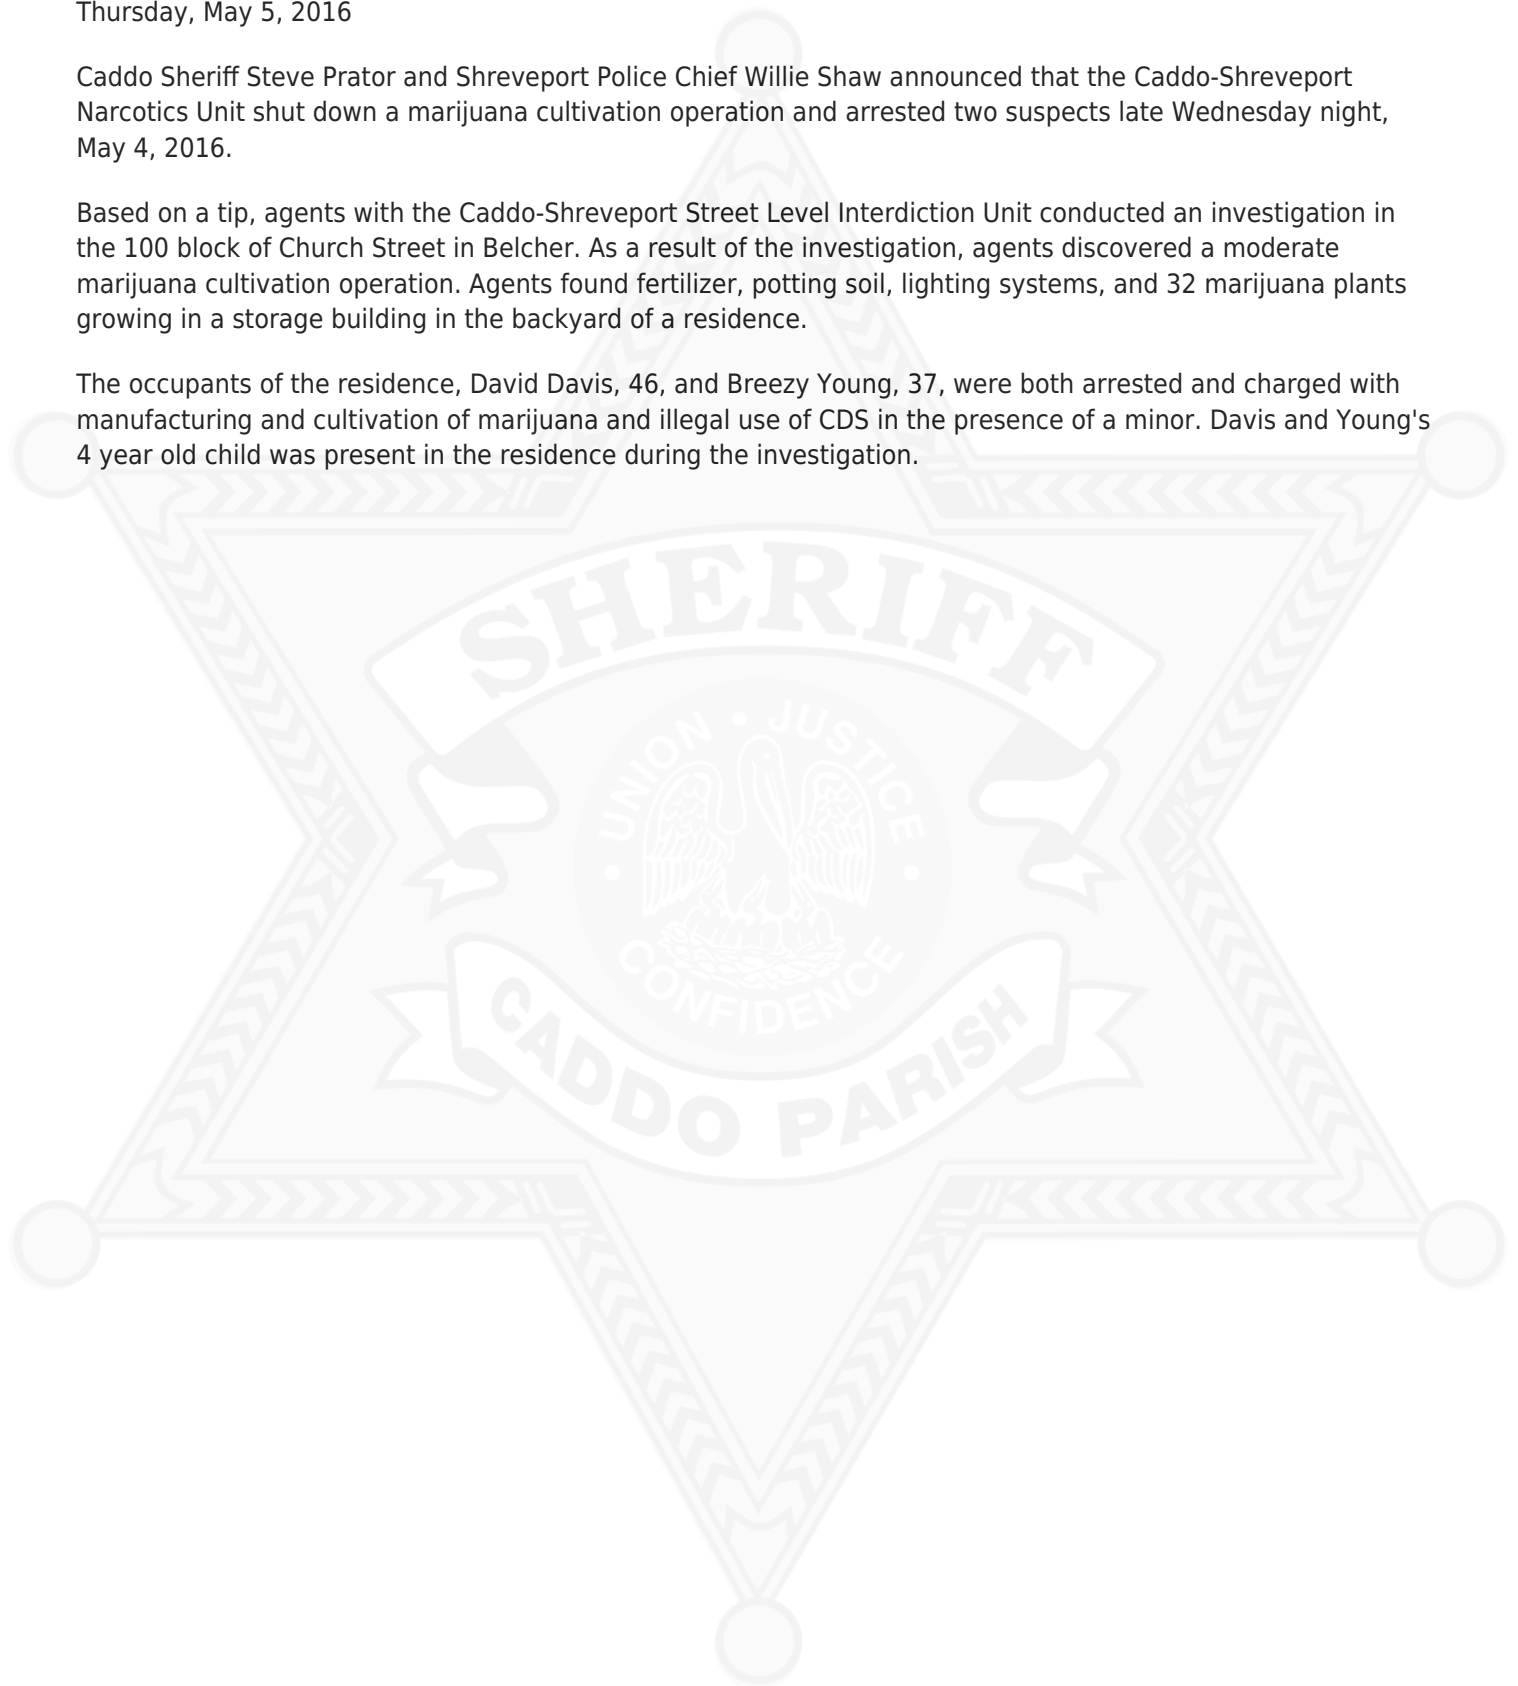 Thursday, May 5, 2016
Caddo Sheriff Steve Prator and Shreveport Police Chief Willie Shaw announced that the Caddo-Shreveport
Narcotics Unit shut down a marijuana cultivation operation and arrested two suspects late Wednesday night,
May 4, 2016.
Based on a tip, agents with the Caddo-Shreveport Street Level Interdiction Unit conducted an investigation in
the 100 block of Church Street in Belcher. As a result of the investigation, agents discovered a moderate
marijuana cultivation operation. Agents found fertilizer, potting soil, lighting systems, and 32 marijuana plants
growing in a storage building in the backyard of a residence.
The occupants of the residence, David Davis, 46, and Breezy Young, 37, were both arrested and charged with
manufacturing and cultivation of marijuana and illegal use of CDS in the presence of a minor. Davis and Young's
4 year old child was present in the residence during the investigation.
SHERIFF
UNION • JUSTICE
• CONFIDENCE •
CADDO PARISH